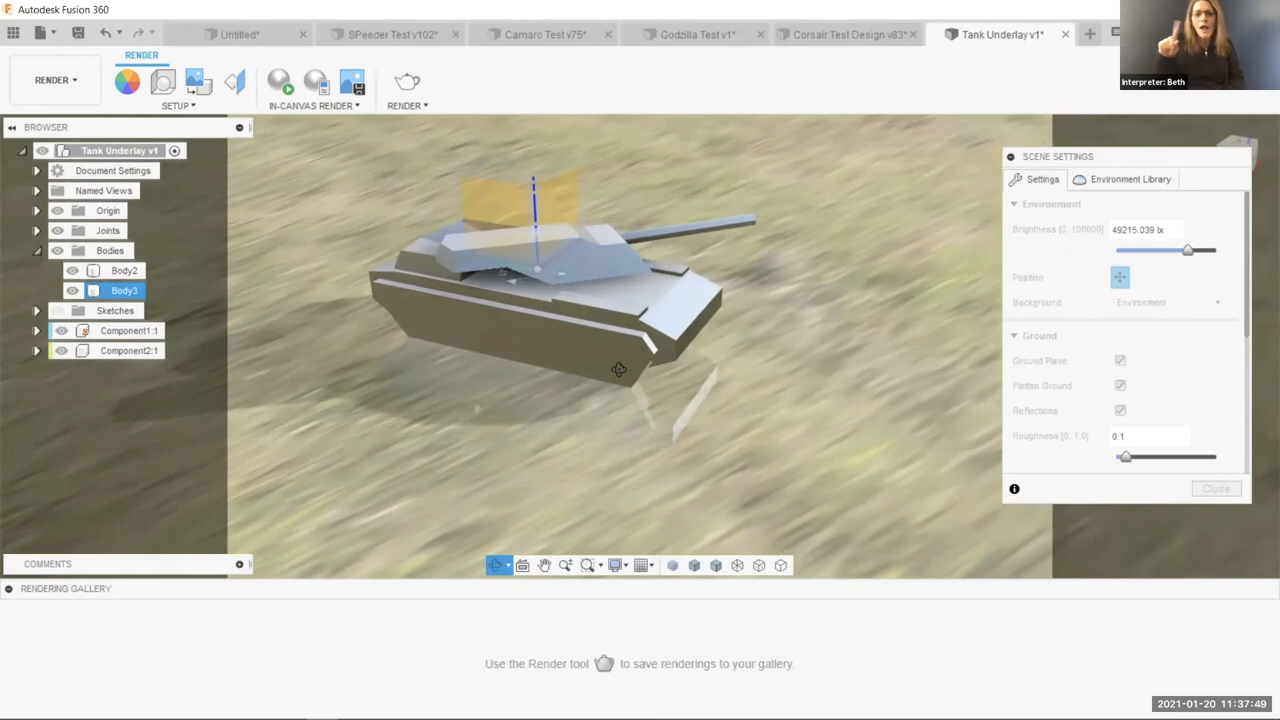 Autodesk Fusion 360
Untitled*
SPeeder Test v102*
Camaro Test v75*
Godzilla Test v1*
Corsair Test Design v83*
Tank Underlay v1*
Interpreter: Beth
RENDER
RENDER
SETUP
IN-CANVAS RENDER
RENDER
BROWSER
Tank Underlay v1
Document Settings
Named Views
Origin
Joints
Bodies
Body2
Body3
Sketches
Component1:1
Component2:1
SCENE SETTINGS
Settings
Environment Library
Environment
Brightness [0, 100000]
49215.039 lx
Position
Background
Environment
Ground
Ground Plane
Flatten Ground
Reflections
Roughness [0, 1.0]
0.1
Close
COMMENTS
RENDERING GALLERY
Use the Render tool to save renderings to your gallery.
2021-01-20 11:37:49